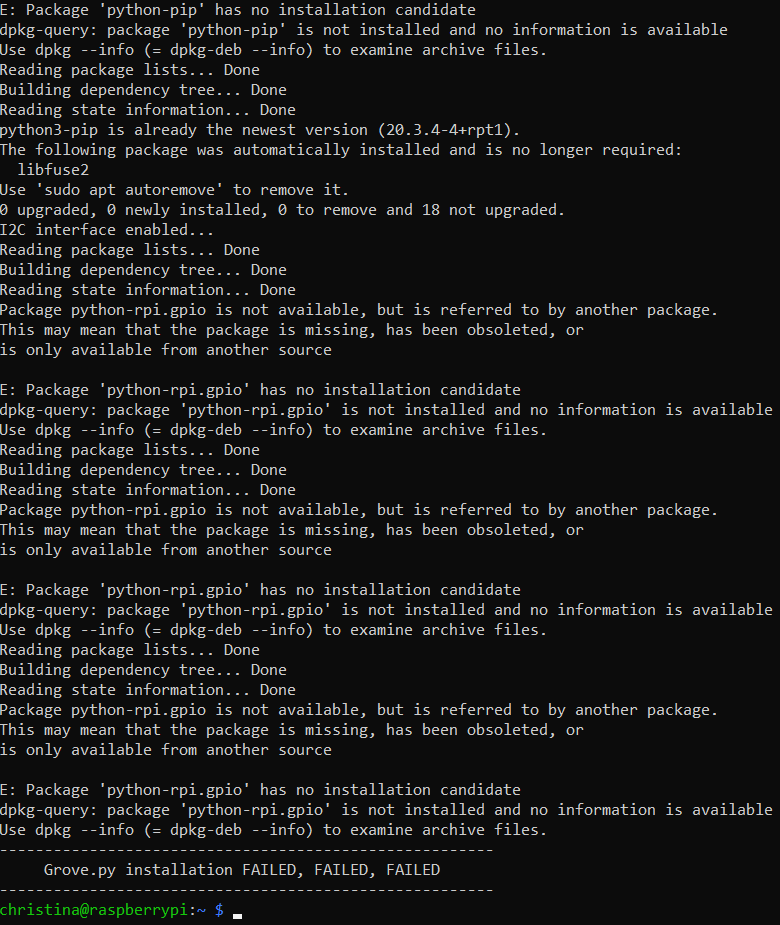 E: Package 'python-pip' has no installation candidate
dpkg-query: package 'python-pip' is not installed and no information is available
Use dpkg --info (= dpkg-deb --info) to examine archive files.
Reading package lists... Done
Building dependency tree... Done
Reading state information... Done
python3-pip is already the newest version (20.3.4-4+rpt1).
The following package was automatically installed and is no longer required:
  libfuse2
Use 'sudo apt autoremove' to remove it.
0 upgraded, 0 newly installed, 0 to remove and 18 not upgraded.
I2C interface enabled...
Reading package lists... Done
Building dependency tree... Done
Reading state information... Done
Package python-rpi.gpio is not available, but is referred to by another package.
This may mean that the package is missing, has been obsoleted, or
is only available from another source

E: Package 'python-rpi.gpio' has no installation candidate
dpkg-query: package 'python-rpi.gpio' is not installed and no information is available
Use dpkg --info (= dpkg-deb --info) to examine archive files.
Reading package lists... Done
Building dependency tree... Done
Reading state information... Done
Package python-rpi.gpio is not available, but is referred to by another package.
This may mean that the package is missing, has been obsoleted, or
is only available from another source

E: Package 'python-rpi.gpio' has no installation candidate
dpkg-query: package 'python-rpi.gpio' is not installed and no information is available
Use dpkg --info (= dpkg-deb --info) to examine archive files.
Reading package lists... Done
Building dependency tree... Done
Reading state information... Done
Package python-rpi.gpio is not available, but is referred to by another package.
This may mean that the package is missing, has been obsoleted, or
is only available from another source

E: Package 'python-rpi.gpio' has no installation candidate
dpkg-query: package 'python-rpi.gpio' is not installed and no information is available
Use dpkg --info (= dpkg-deb --info) to examine archive files.
-------------------------------------------------------
     Grove.py installation FAILED, FAILED, FAILED
-------------------------------------------------------
christina@raspberrypi:~ $